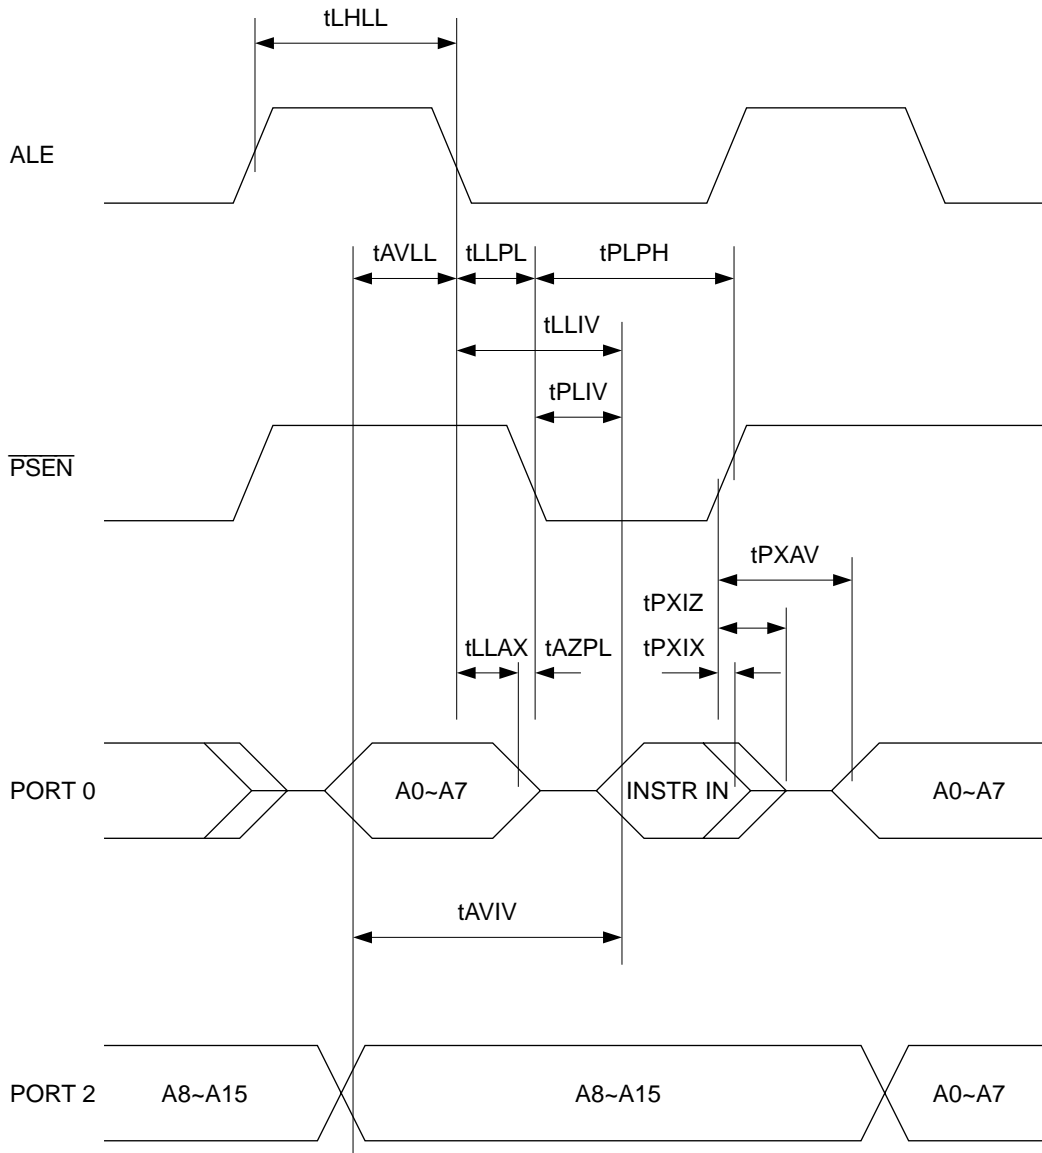 tLHLL
ALE
tAVLL tLLPL tPLPH
tLLIV
tPLIV
PSEN
tPXAV
tPXIZ
tLLAX tAZPL tPXIX
PORT 0 A0~A7 INSTR IN A0~A7
tAVIV
PORT 2 A8~A15 A8~A15 A0~A7